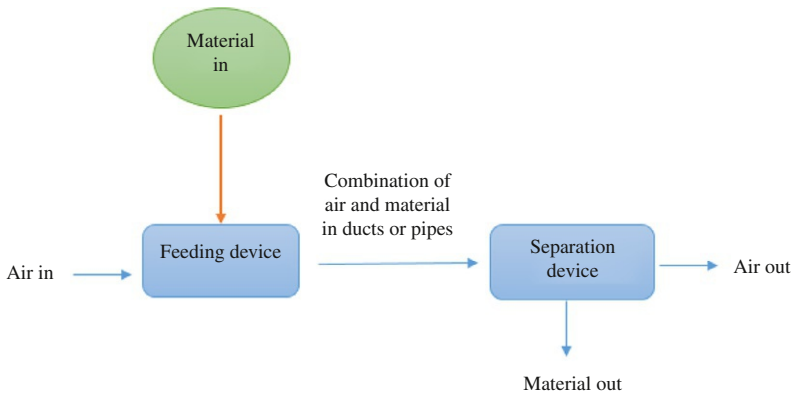 Material
in
Combination of
air and material
in ducts or pipes
Feeding device
Separation
device
Air in
Air out
Material out